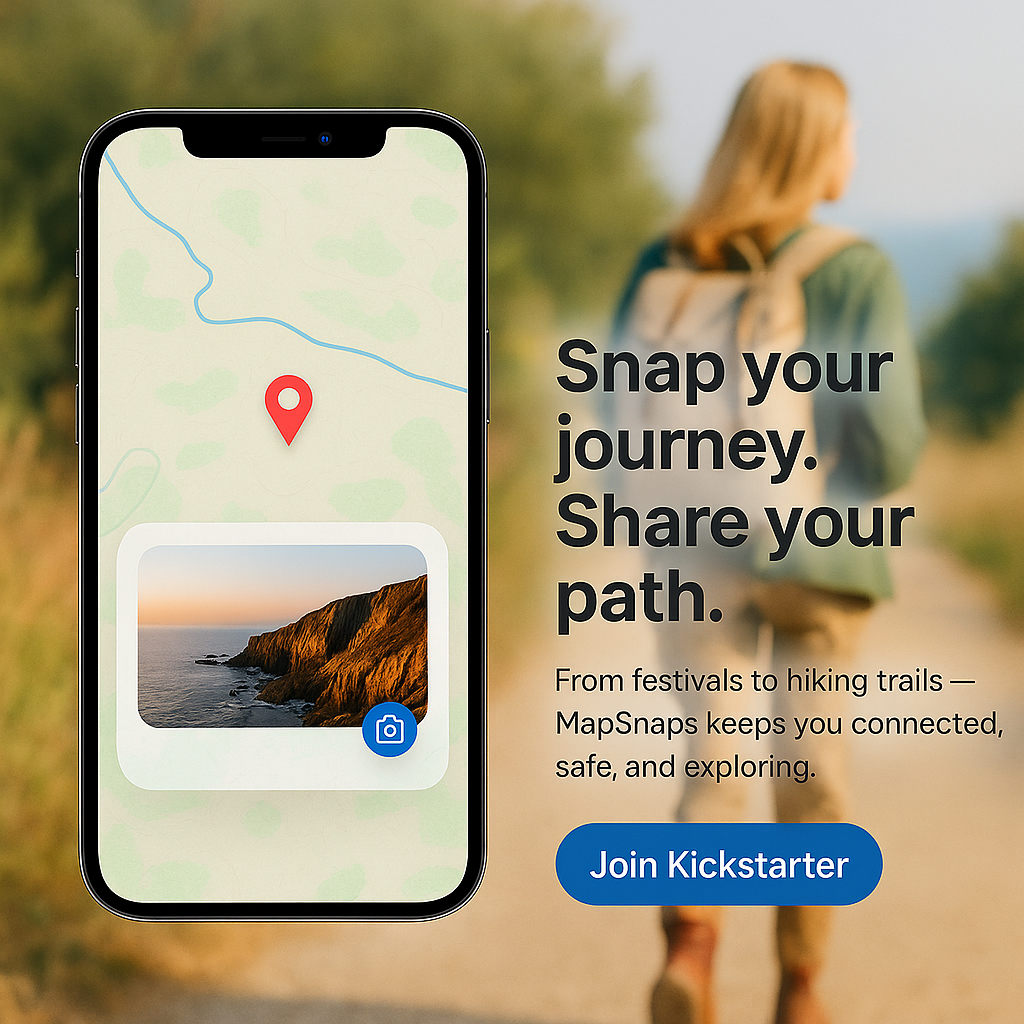 Snap your
journey.
Share your
path.
From festivals to hiking trails —
MapSnaps keeps you connected,
safe, and exploring.
Join Kickstarter